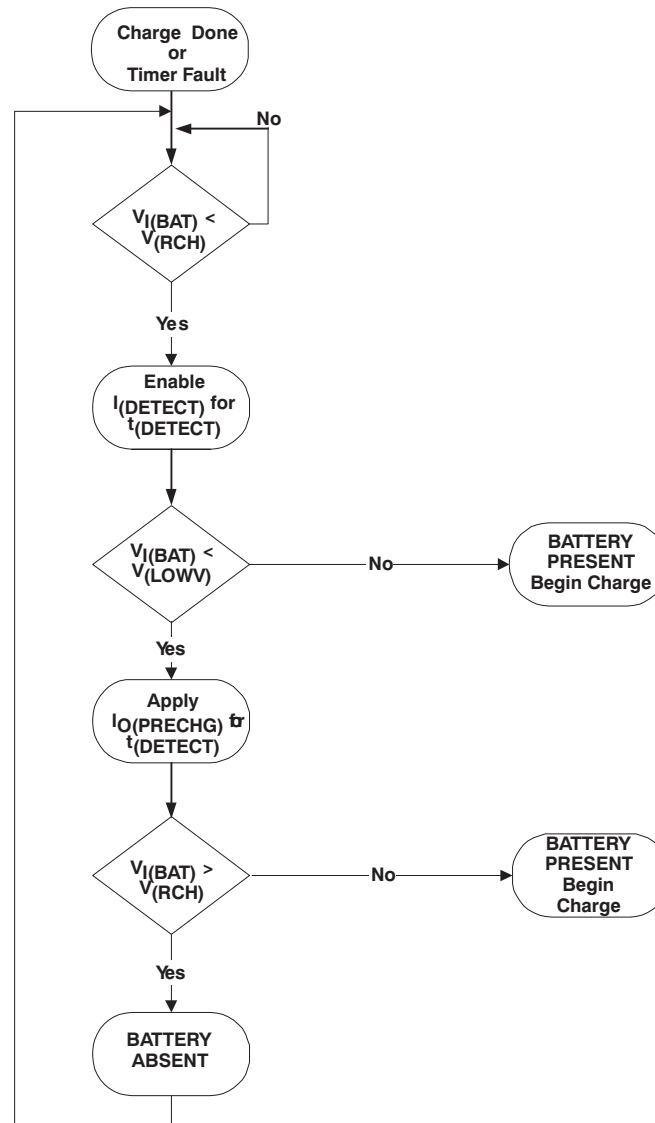 Charge Done
or
Timer Fault
No
VI(BAT) <
V(RCH)
Yes
Enable
I(DETECT) for
t(DETECT)
VI(BAT) <
V(LOWV)
No
BATTERY
PRESENT
Begin Charge
Yes
Apply
IO(PRECHG) for
t(DETECT)
VI(BAT) >
V(RCH)
No
BATTERY
PRESENT
Begin
Charge
Yes
BATTERY
ABSENT